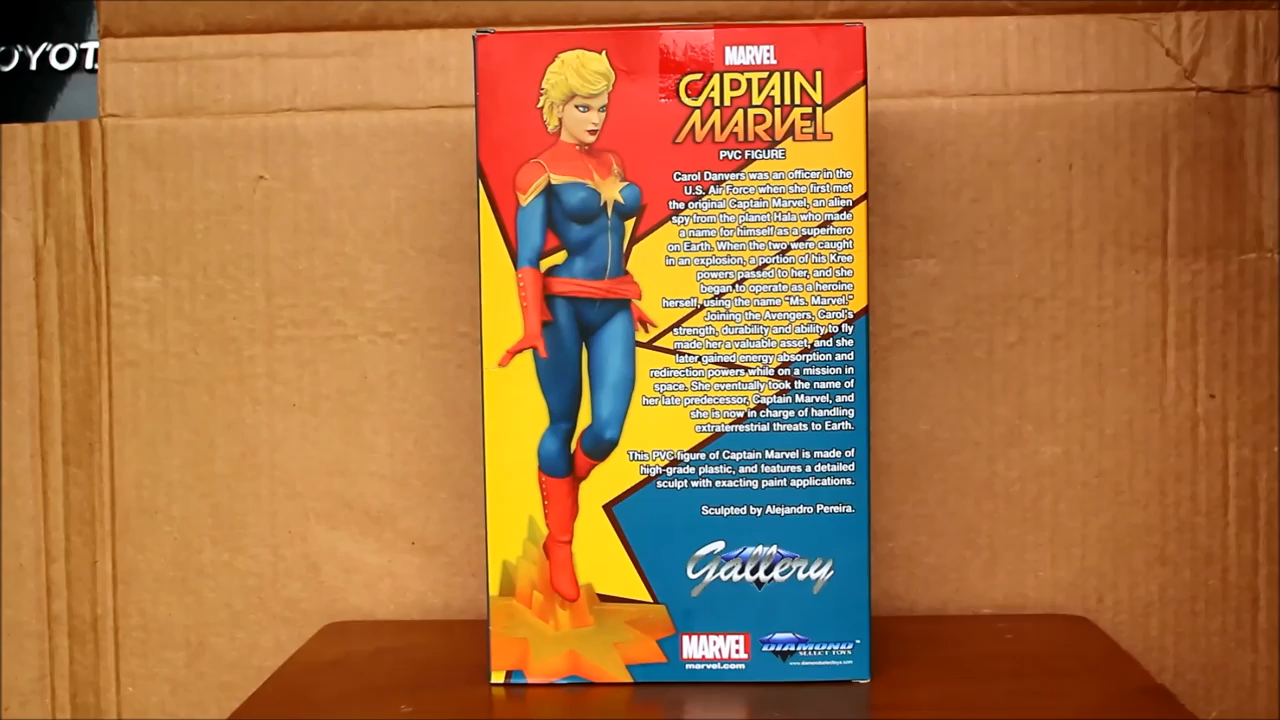 OYOT
MARVEL
CAPTAIN
MARVEL
PVC FIGURE
Carol Danvers was an officer in the
U.S. Air Force when she first met
the original Captain Marvel, an alien
spy from the planet Hala who made
a name for himself as a superhero
on Earth. When the two were caught
in an explosion, a portion of his Kree
powers passed to her, and she
began to operate as a heroine
herself, using the name "Ms. Marvel."
Joining the Avengers, Carol's
strength, durability and ability to fly
made her a valuable asset, and she
later gained energy absorption and
redirection powers while on a mission in
space. She eventually took the name of
her late predecessor, Captain Marvel, and
she is now in charge of handling
extraterrestrial threats to Earth.
This PVC figure of Captain Marvel is made of
high-grade plastic, and features a detailed
sculpt with exacting paint applications.
Sculpted by Alejandro Pereira.
Gallery
MARVEL
marvel.com
DIAMOND
SELECT TOYS
www.diamondselecttoys.com